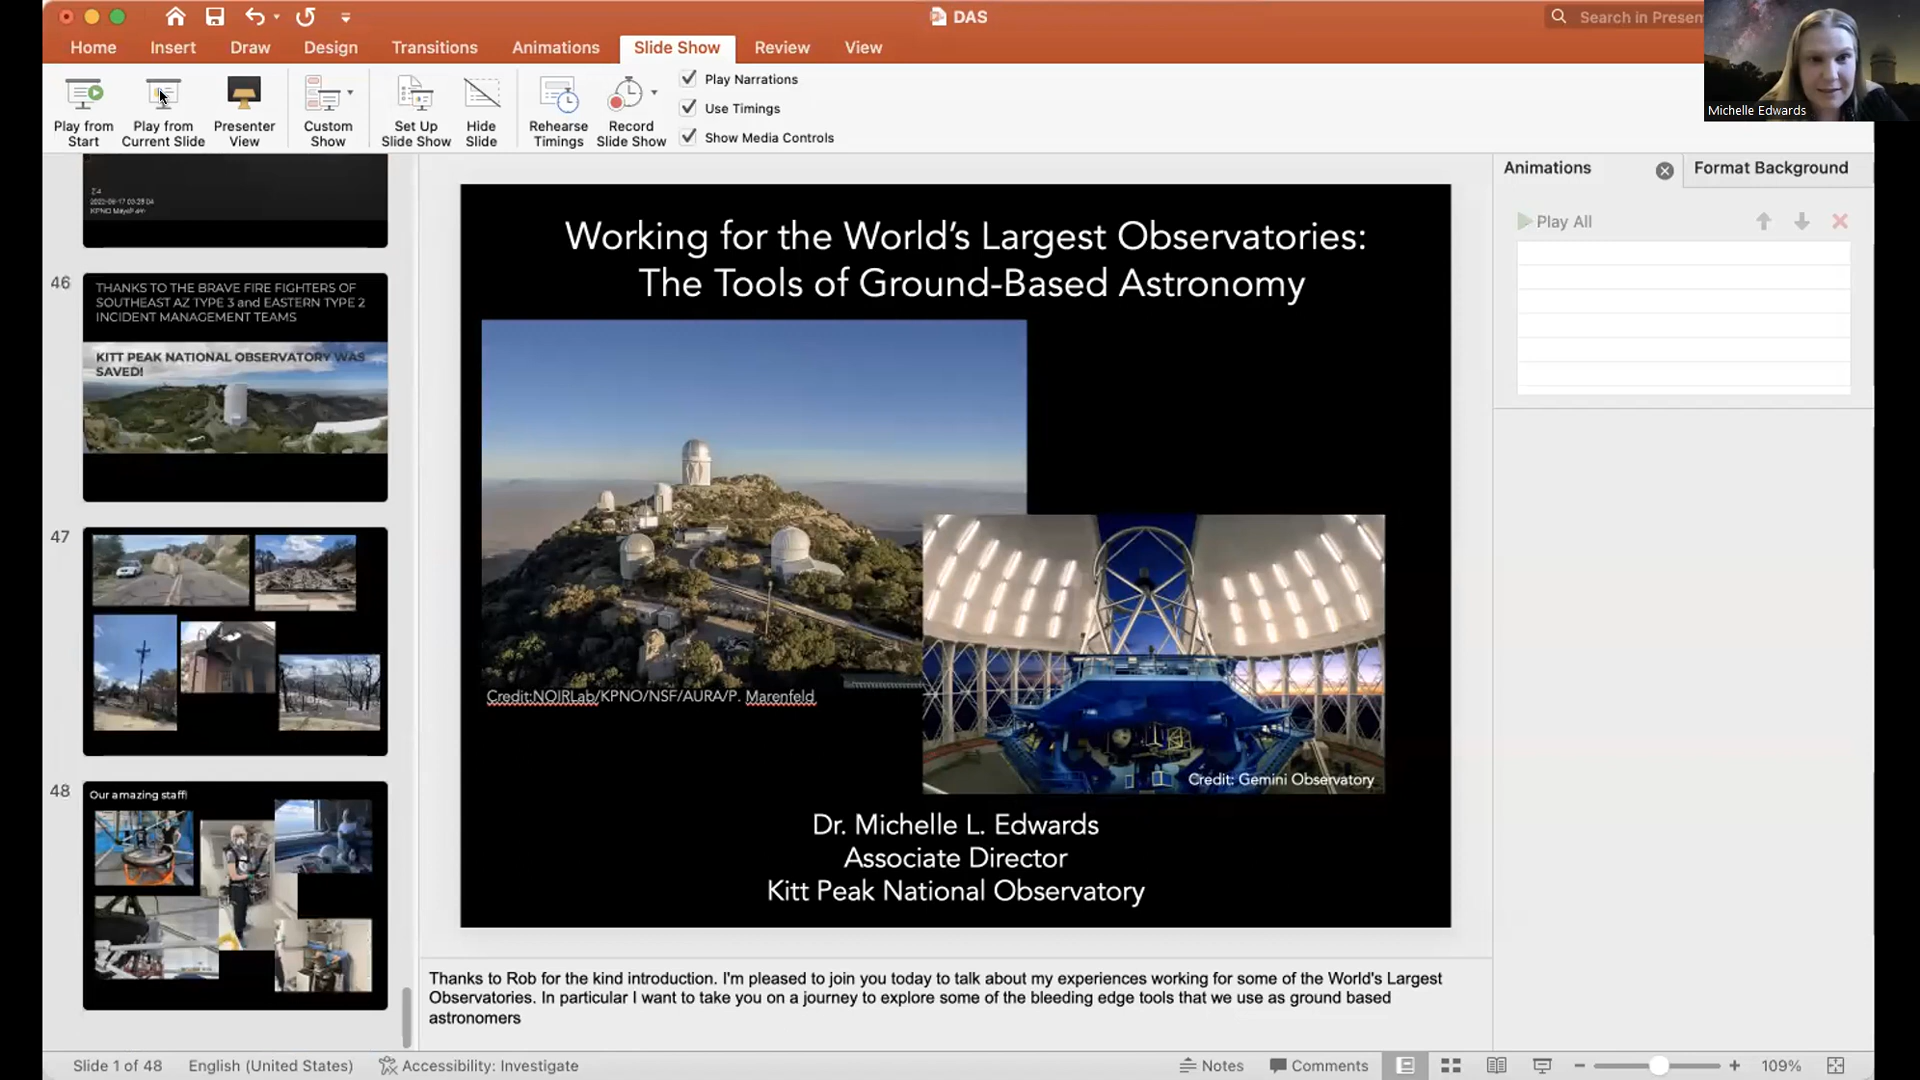 DAS
Search in Presen
Home Insert Draw Design Transitions Animations Slide Show Review View
Play from Start
Play from Current Slide
Presenter View
Custom Show
Set Up Slide Show
Hide Slide
Rehearse Timings
Record Slide Show
Play Narrations
Use Timings
Show Media Controls
Michelle Edwards
46
THANKS TO THE BRAVE FIRE FIGHTERS OF
SOUTHEAST AZ TYPE 3 and EASTERN TYPE 2
INCIDENT MANAGEMENT TEAMS
KITT PEAK NATIONAL OBSERVATORY WAS
SAVED!
47
48
Our amazing staff!
Working for the World's Largest Observatories:
The Tools of Ground-Based Astronomy
Credit:NOIRLab/KPNO/NSF/AURA/P. Marenfeld
Credit: Gemini Observatory
Dr. Michelle L. Edwards
Associate Director
Kitt Peak National Observatory
Thanks to Rob for the kind introduction. I'm pleased to join you today to talk about my experiences working for some of the World's Largest
Observatories. In particular I want to take you on a journey to explore some of the bleeding edge tools that we use as ground based
astronomers
Animations
Format Background
Play All
Slide 1 of 48
English (United States)
Accessibility: Investigate
Notes
Comments
109%